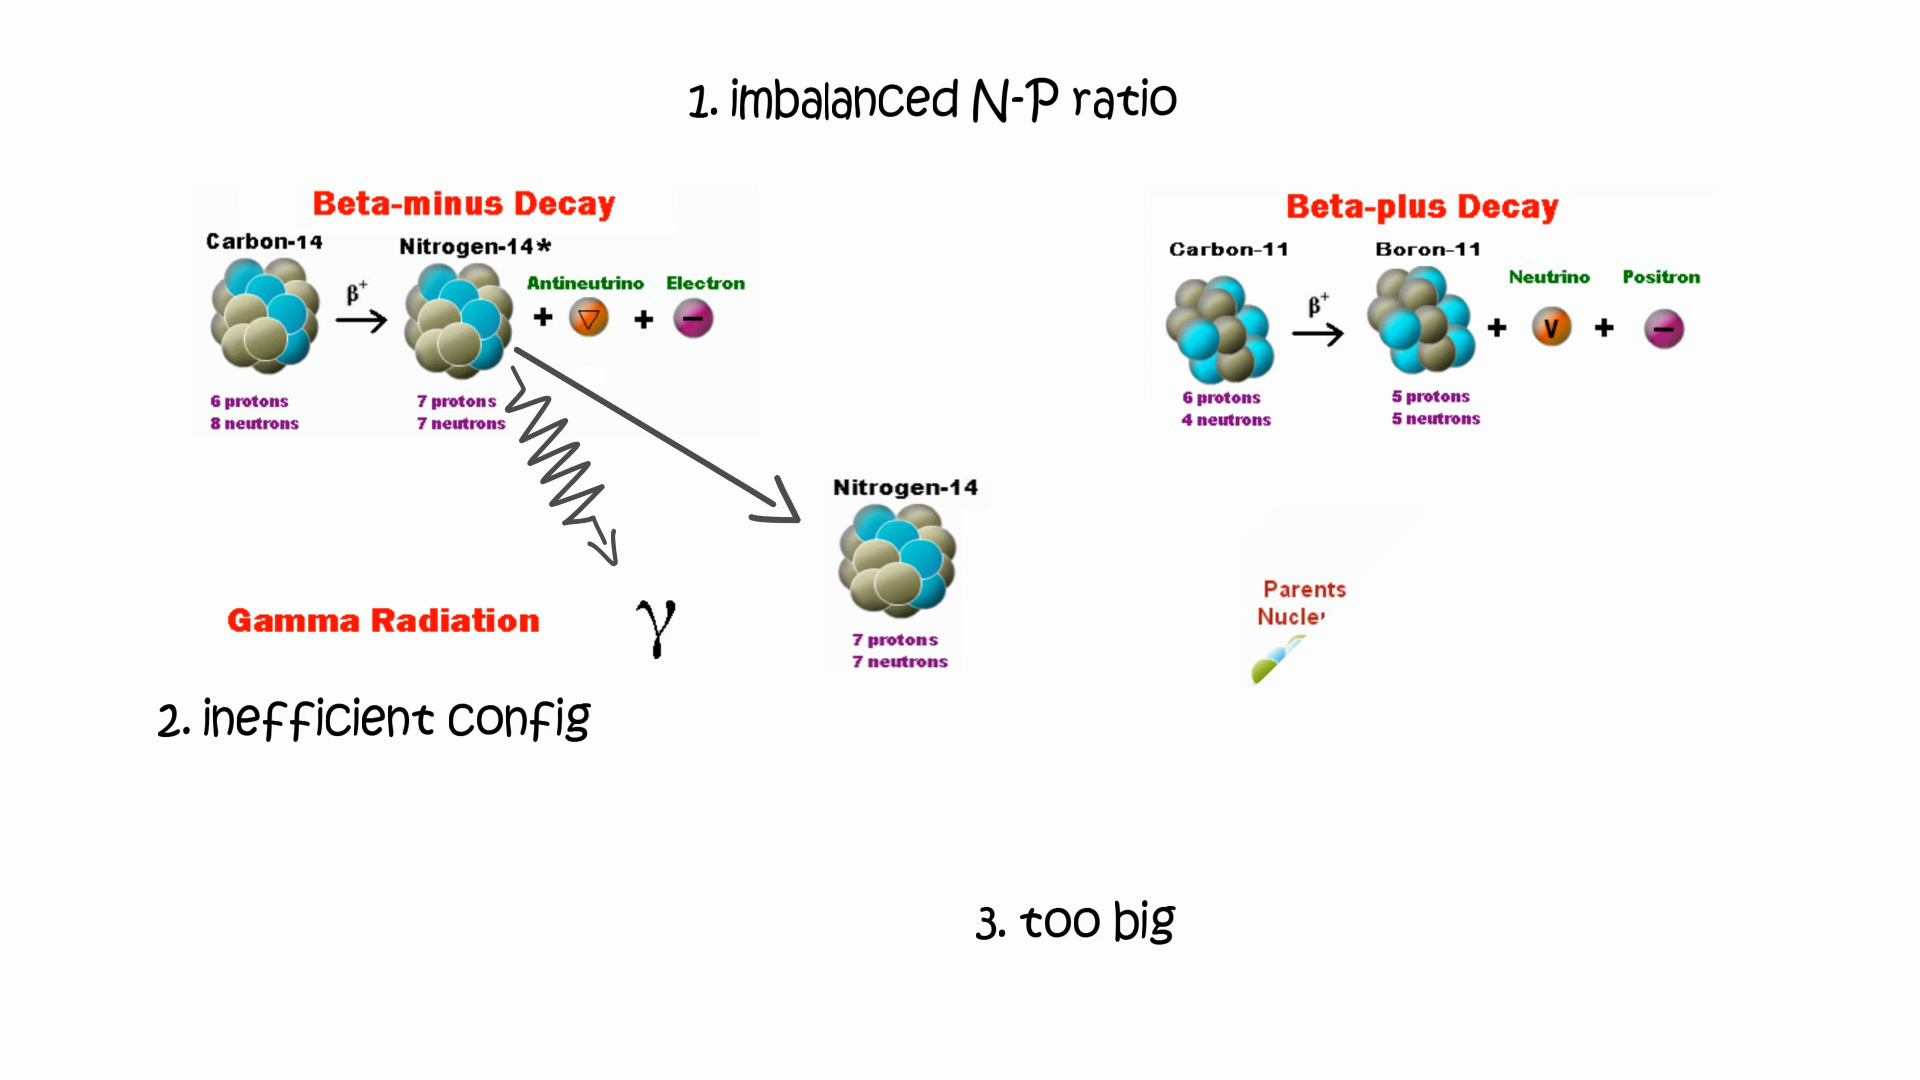 1. imbalanced N-P ratio
Beta-minus Decay
Carbon-14
Nitrogen-14*
β+
Antineutrino
Electron
+
▽
+
−
6 protons
8 neutrons
7 protons
7 neutrons
Beta-plus Decay
Carbon-11
Boron-11
β+
Neutrino
Positron
+
V
+
−
6 protons
4 neutrons
5 protons
5 neutrons
Nitrogen-14
7 protons
7 neutrons
Gamma Radiation
γ
2. inefficient config
Parents
3. too big